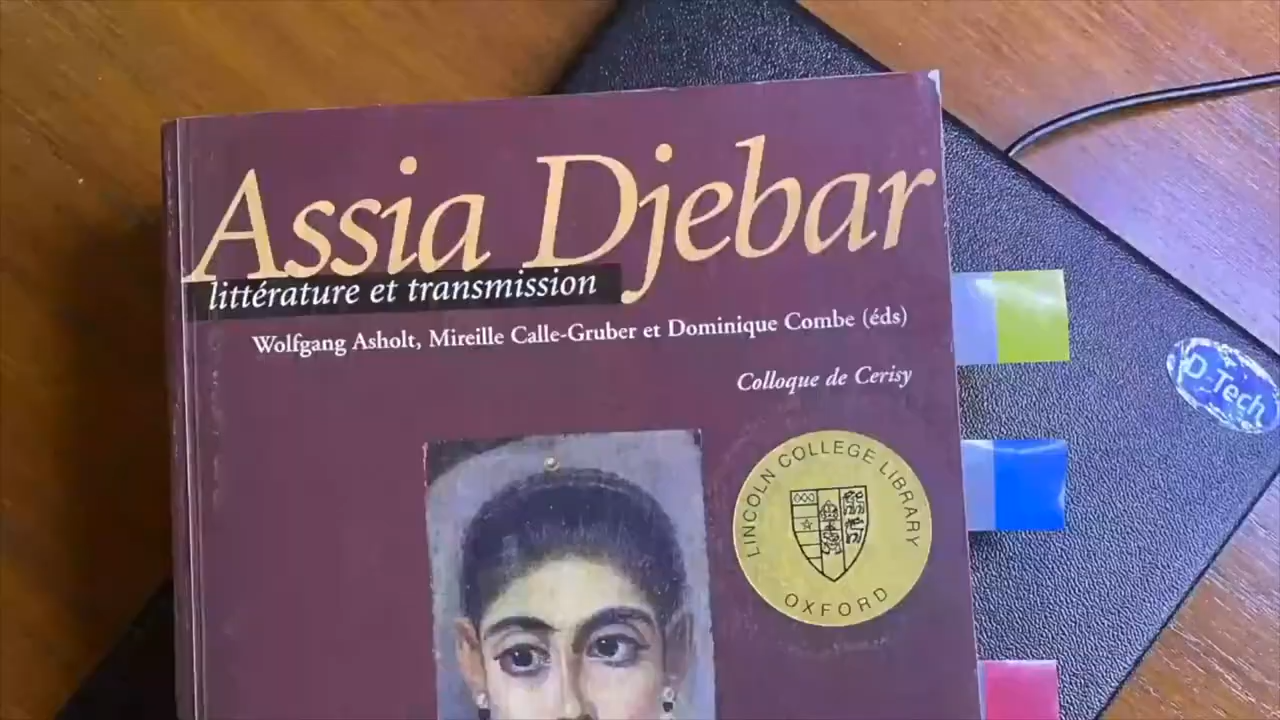 Assia Djebar
littérature et transmission
Wolfgang Asholt, Mireille Calle-Gruber et Dominique Combe (éds)
Colloque de Cerisy
LINCOLN COLLEGE LIBRARY
OXFORD
D-Tech